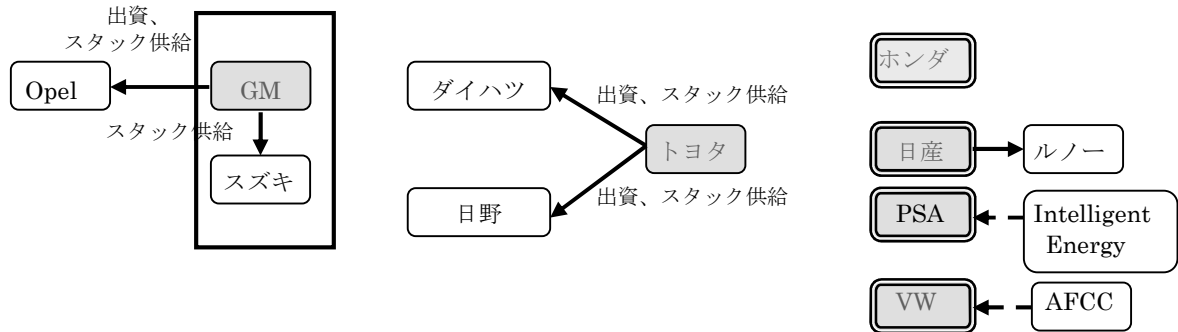 出資、
スタック供給
Opel
GM
スタック供給
スズキ
ダイハツ
出資、スタック供給
トヨタ
日野
出資、スタック供給
ホンダ
日産
ルノー
PSA
Intelligent
Energy
VW
AFCC